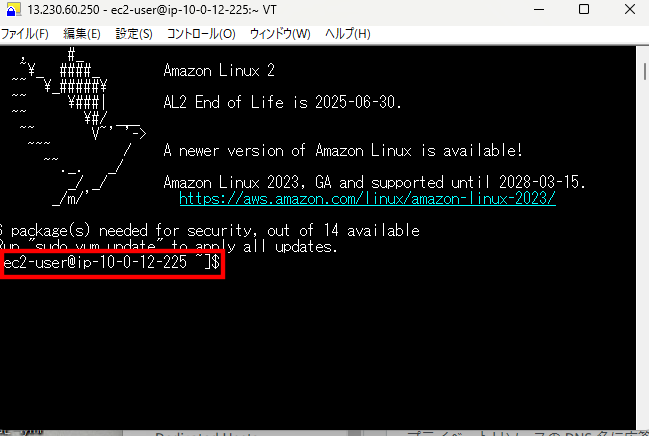 13.230.60.250 - ec2-user@ip-10-0-12-225:~ VT
ファイル(F) 編集(E) 設定(S) コントロール(O) ウィンドウ(W) ヘルプ(H)
Amazon Linux 2
AL2 End of Life is 2025-06-30.
A newer version of Amazon Linux is available!
Amazon Linux 2023, GA and supported until 2028-03-15.
https://aws.amazon.com/linux/amazon-linux-2023/
package(s) needed for security, out of 14 available
Run "sudo yum update" to apply all updates.
ec2-user@ip-10-0-12-225 ~]$